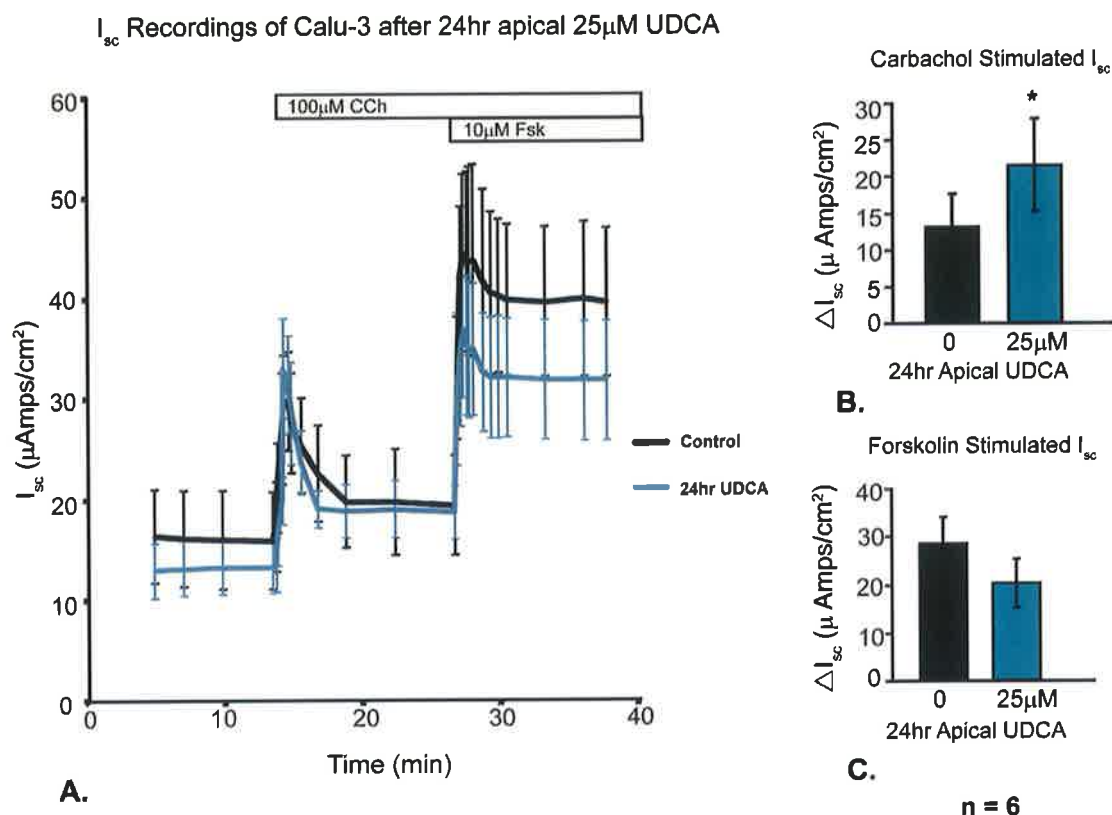 Isc Recordings of Calu-3 after 24hr apical 25μM UDCA
60
50
40
30
20
10
0
Isc (μAmps/cm²)
100μM CCh
10μM Fsk
Control
24hr UDCA
0
10
20
30
40
Time (min)
A.
Carbachol Stimulated Isc
30
25
20
15
10
5
0
△Isc (μ Amps/cm²)
*
0
25μM
24hr Apical UDCA
B.
Forskolin Stimulated Isc
40
30
20
10
0
△Isc (μ Amps/cm²)
0
25μM
24hr Apical UDCA
C.
n = 6